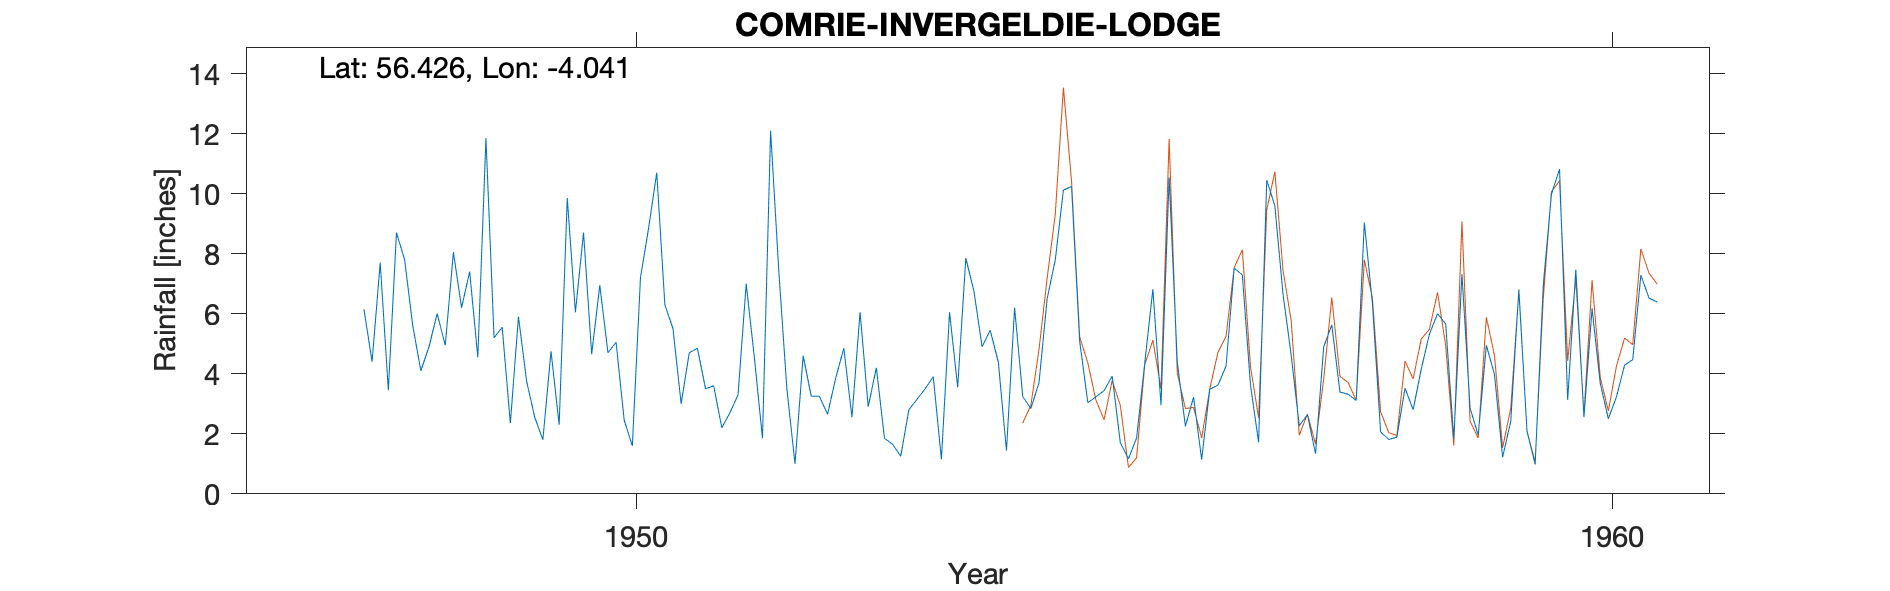 COMRIE-INVERGELDIE-LODGE
Lat: 56.426, Lon: -4.041
14
12
10
8
6
4
2
0
Rainfall [inches]
1950
1960
Year